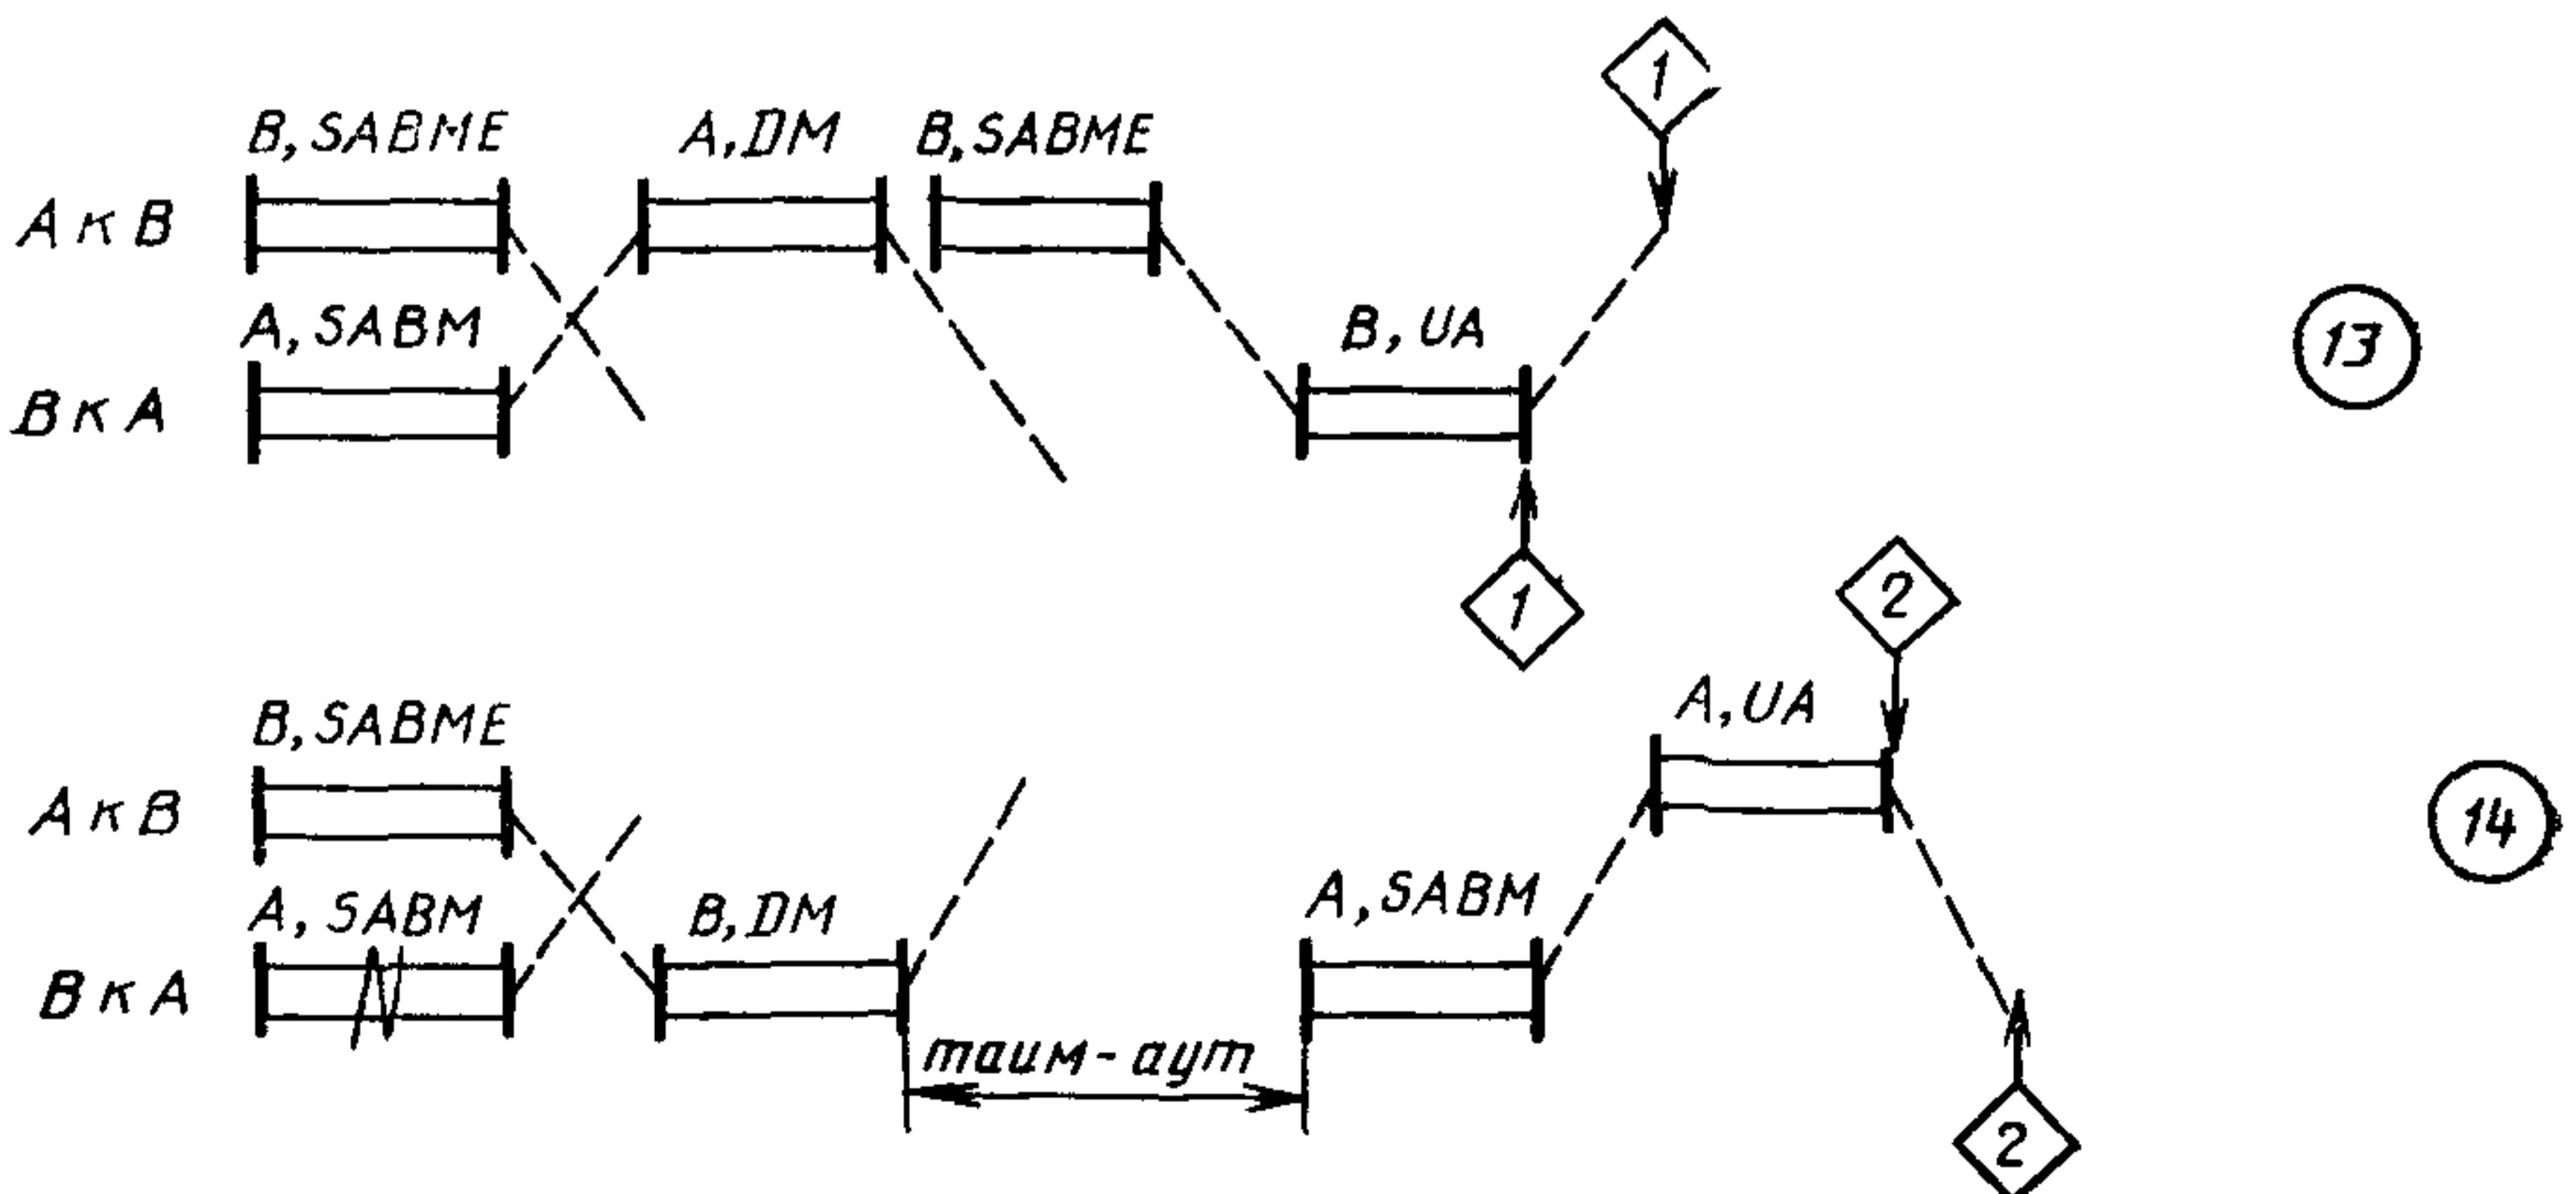 1
B, SABME A, DM B, SABME
А к В
A, SABM B, UA
13
В к А
1
2
B, SABME A, UA
А к В
14
A, SABM B, DM A, SABM
В к А
таим-аут
2